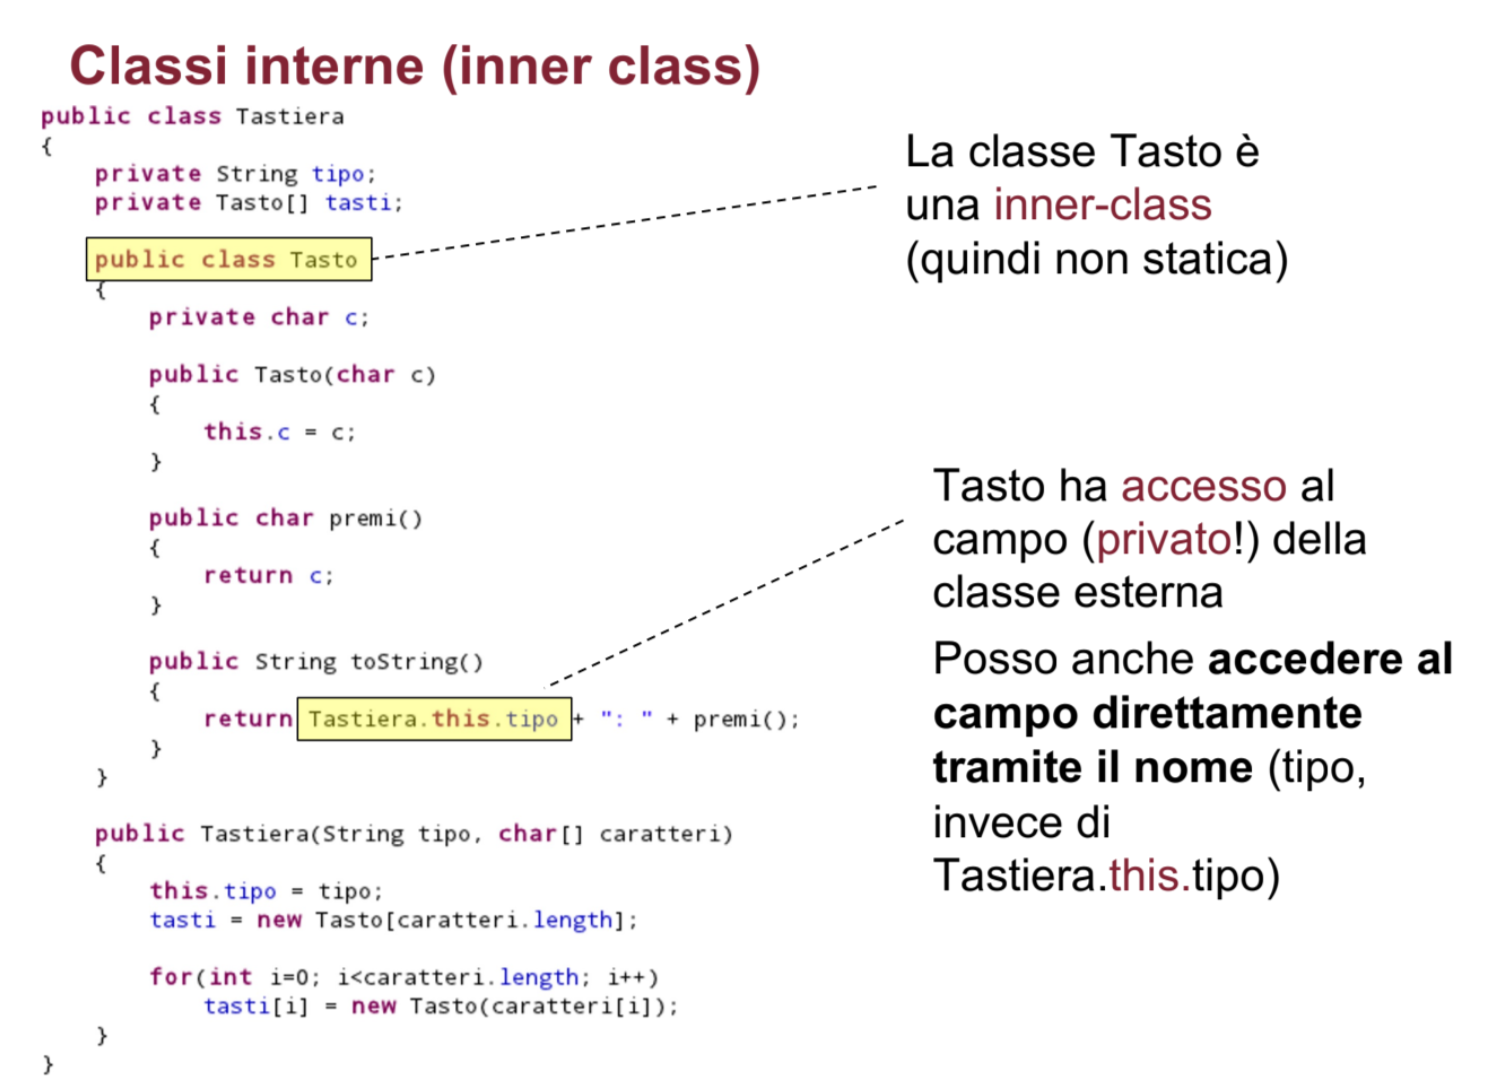 Classi interne (inner class)
public class Tastiera
{
private String tipo;
private Tasto[] tasti;
public class Tasto
{
private char c;
public Tasto(char c)
{
this.c = c;
}
public char premi()
{
return c;
}
public String toString()
{
return Tastiera.this.tipo + ": " + premi();
}
}
public Tastiera(String tipo, char[] caratteri)
{
this.tipo = tipo;
tasti = new Tasto[caratteri.length];
for(int i=0; i<caratteri.length; i++)
tasti[i] = new Tasto(caratteri[i]);
}
}
La classe Tasto è
una inner-class
(quindi non statica)
Tasto ha accesso al
campo (privato!) della
classe esterna
Posso anche accedere al
campo direttamente
tramite il nome (tipo,
invece di
Tastiera.this.tipo)